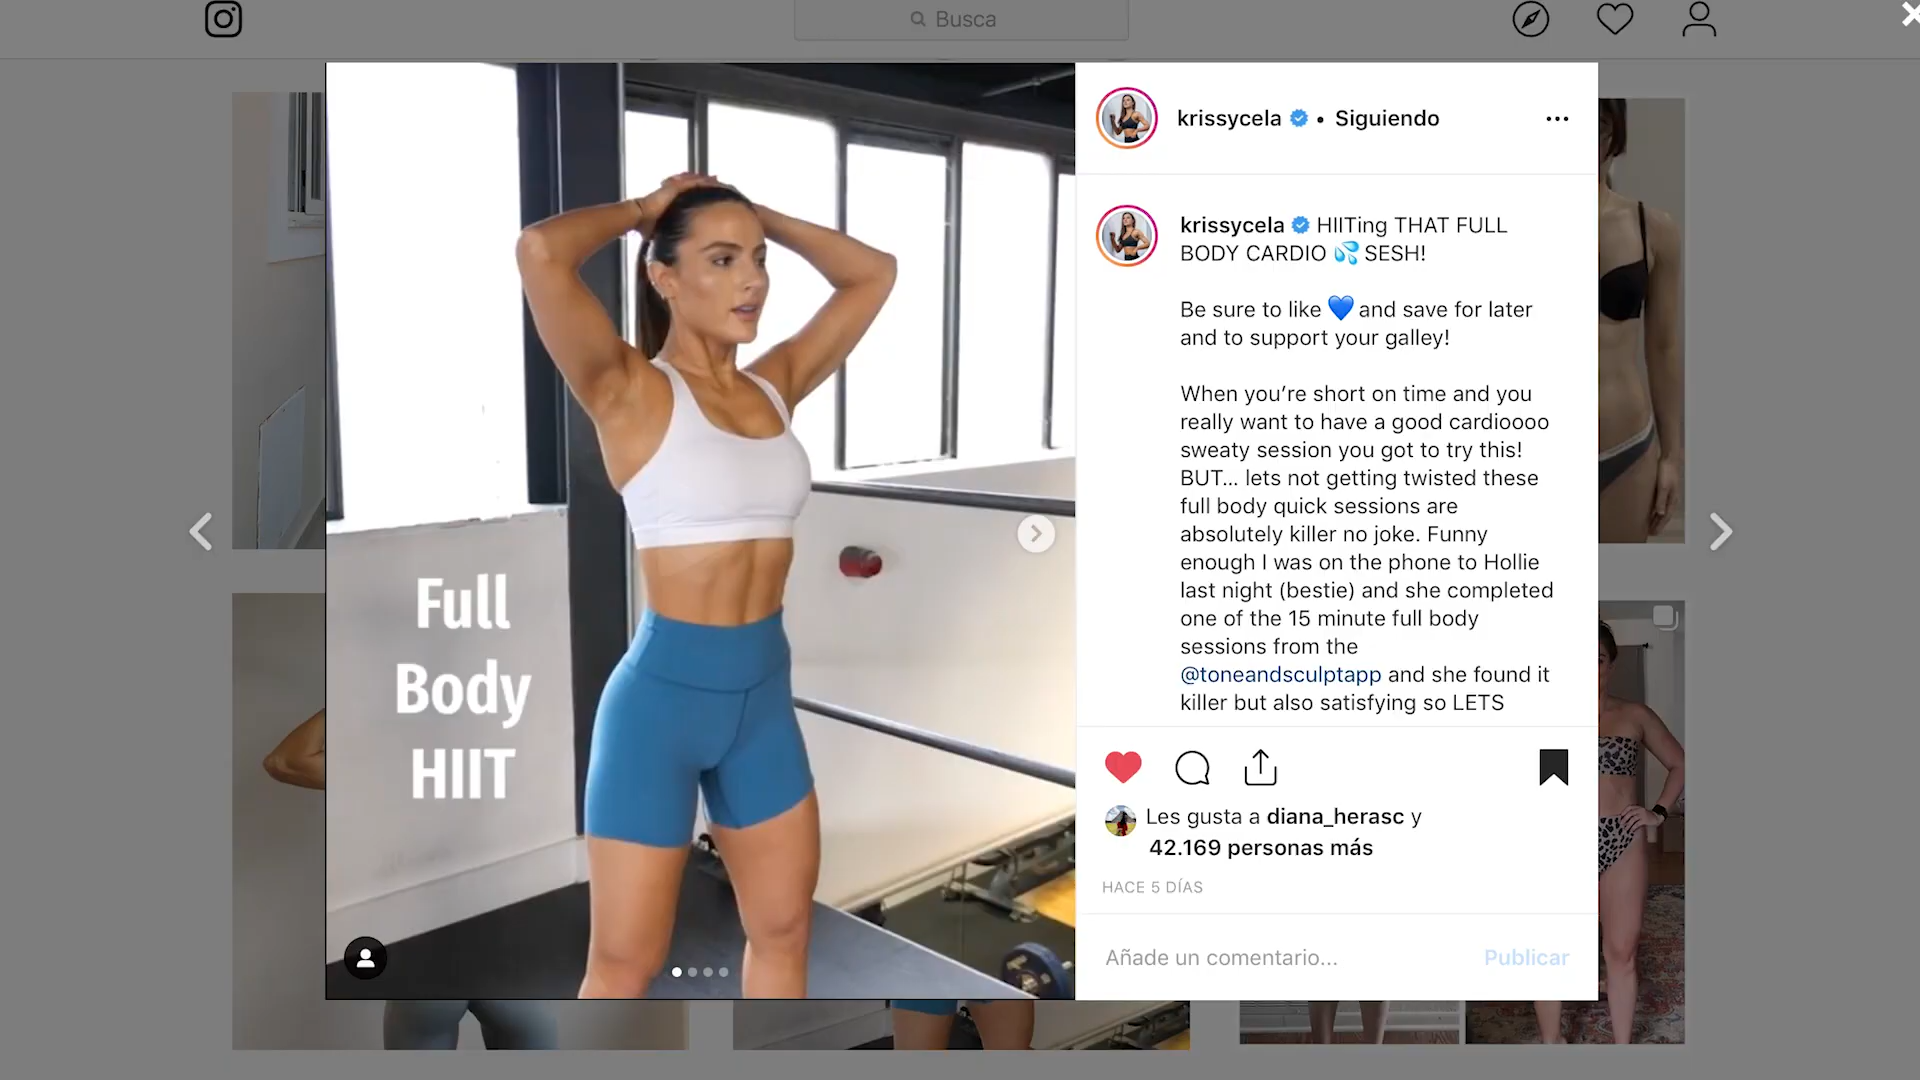 Busca
Full
Body
HIIT
krissycela • Siguiendo
krissycela HIITing THAT FULL
BODY CARDIO 💦 SESH!
Be sure to like 💙 and save for later
and to support your galley!
When you’re short on time and you
really want to have a good cardioooo
sweaty session you got to try this!
BUT... lets not getting twisted these
full body quick sessions are
absolutely killer no joke. Funny
enough I was on the phone to Hollie
last night (bestie) and she completed
one of the 15 minute full body
sessions from the
@toneandsculptapp and she found it
killer but also satisfying so LETS
Les gusta a diana_herasc y
42.169 personas más
HACE 5 DÍAS
Añade un comentario... Publicar